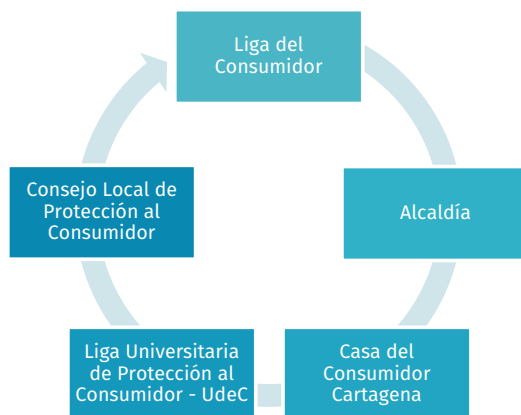 Liga del
Consumidor
Alcaldía
Casa del
Consumidor
Cartagena
Liga Universitaria
de Protección al
Consumidor - UdeC
Consejo Local de
Protección al
Consumidor